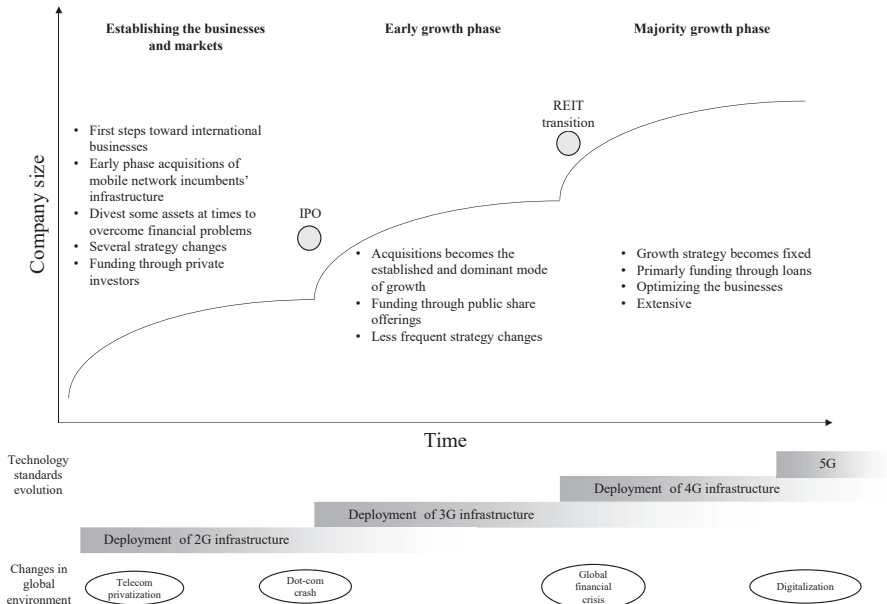 Establishing the businesses
and markets
Early growth phase
Majority growth phase
Company size
• First steps toward international
businesses
• Early phase acquisitions of
mobile network incumbents’
infrastructure
• Divest some assets at times to
overcome financial problems
• Several strategy changes
• Funding through private
investors
IPO
• Acquisitions becomes the
established and dominant mode
of growth
• Funding through public share
offerings
• Less frequent strategy changes
REIT
transition
• Growth strategy becomes fixed
• Primarily funding through loans
• Optimizing the businesses
• Extensive
Time
Technology
standards
evolution
5G
Deployment of 4G infrastructure
Deployment of 3G infrastructure
Deployment of 2G infrastructure
Changes in
global
environment
Telecom
privatization
Dot-com
crash
Global
financial
crisis
Digitalization